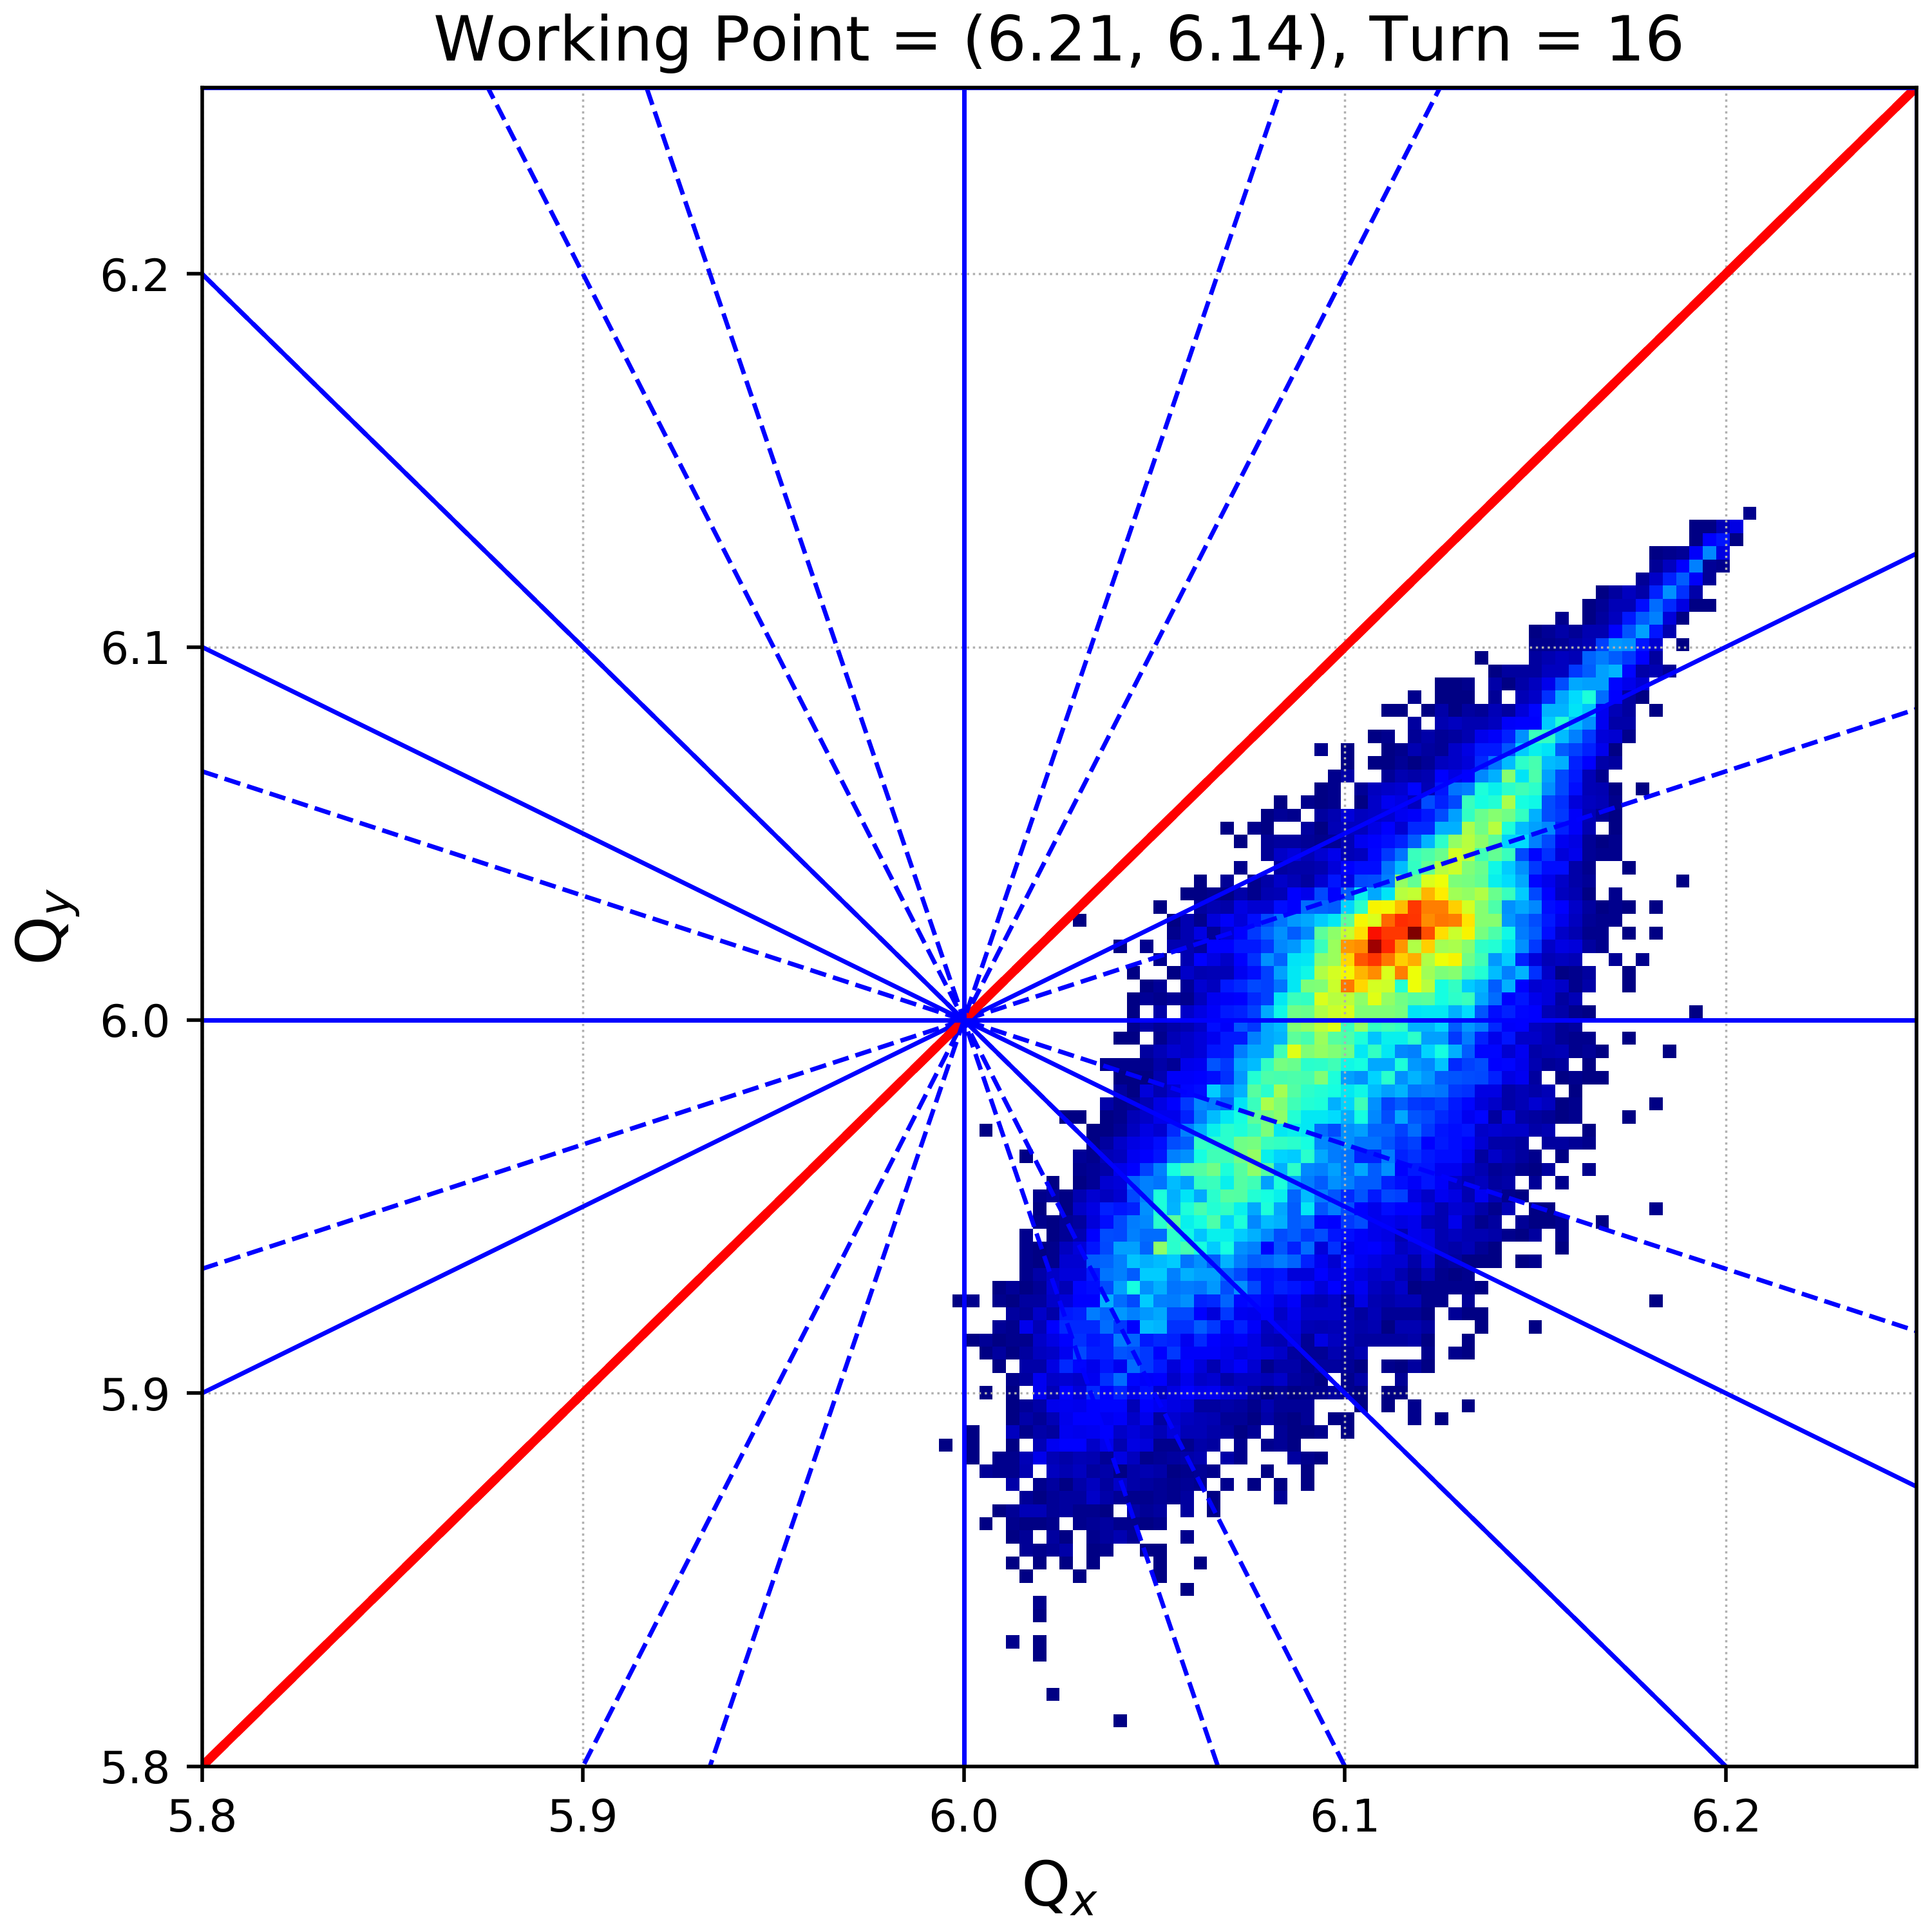 Working Point = (6.21, 6.14), Turn = 16
6.2
6.1
6.0
5.9
5.8
Qy
5.8 5.9 6.0 6.1 6.2
Qx